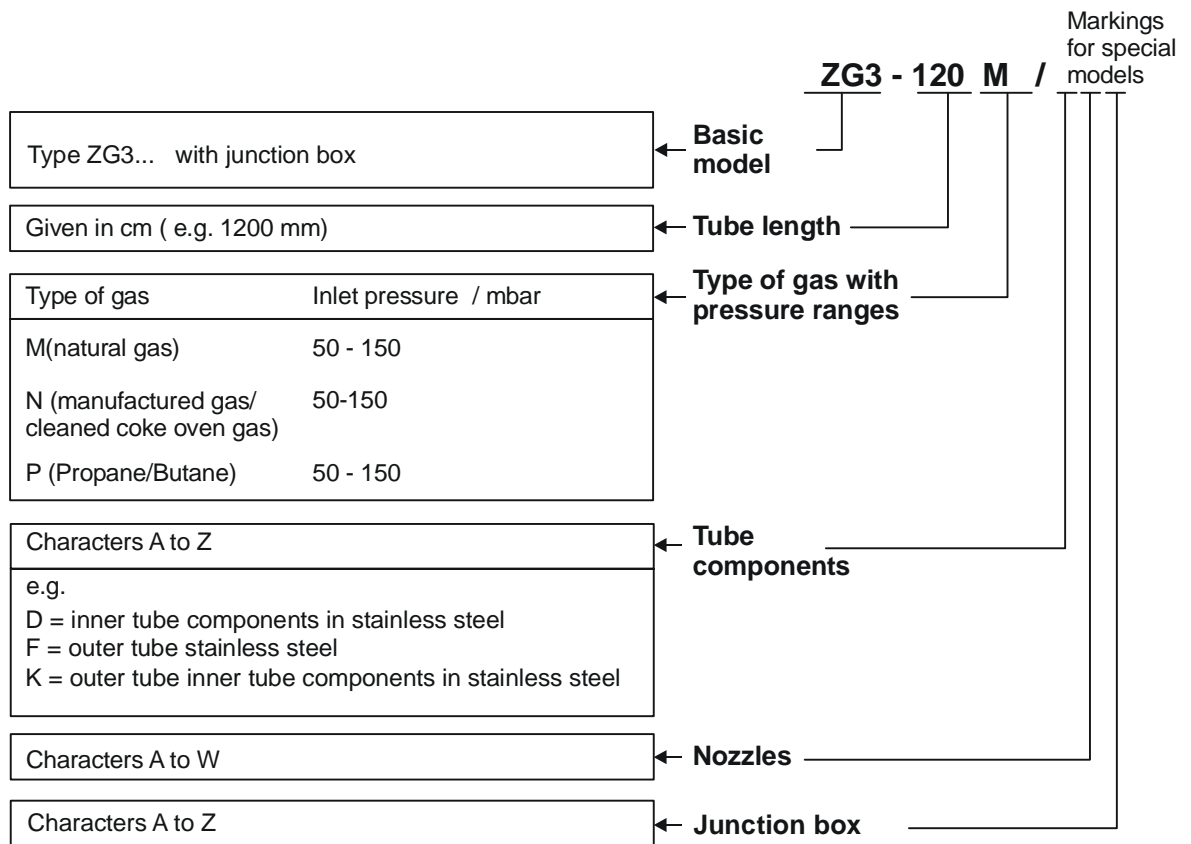 Markings
for special
models
ZG3 - 120 M /
Type ZG3... with junction box
Basic
model
Given in cm ( e.g. 1200 mm)
Tube length
Type of gas Inlet pressure / mbar
Type of gas with
pressure ranges
M(natural gas) 50 - 150
N (manufactured gas/ 50-150
cleaned coke oven gas)
P (Propane/Butane) 50 - 150
Characters A to Z
Tube
components
e.g.
D = inner tube components in stainless steel
F = outer tube stainless steel
K = outer tube inner tube components in stainless steel
Characters A to W
Nozzles
Characters A to Z
Junction box